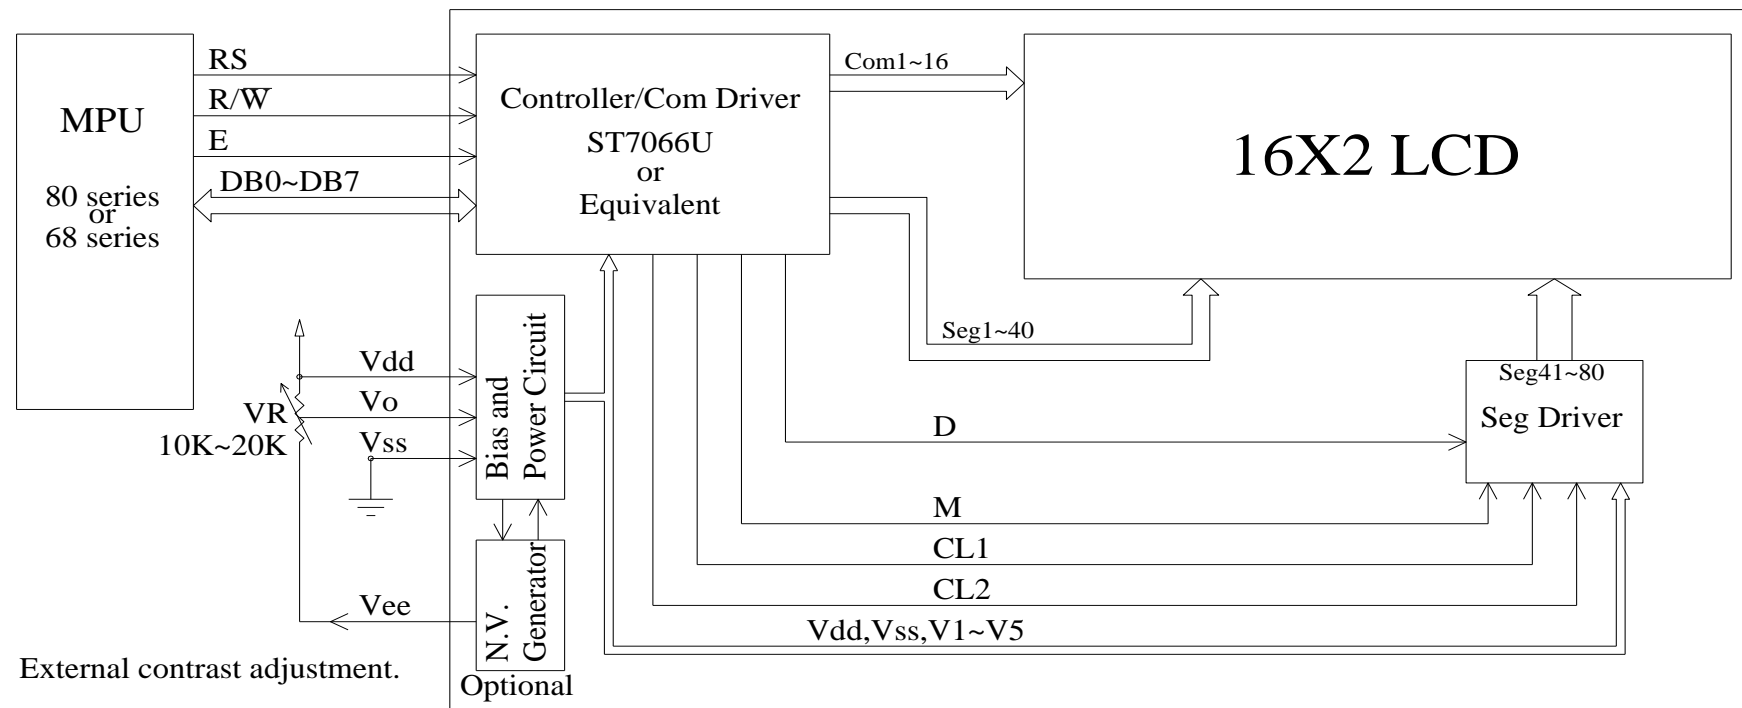 RS
R/W̅
E
DB0~DB7
MPU
80 series
or
68 series
Controller/Com Driver
ST7066U
or
Equivalent
Com1~16
16X2 LCD
Seg1~40
Seg41~80
Seg Driver
Vdd
Vo
Vss
VR
10K~20K
Bias and
Power Circuit
D
M
CL1
CL2
Vdd,Vss,V1~V5
Vee
N.V.
Generator
Optional
External contrast adjustment.